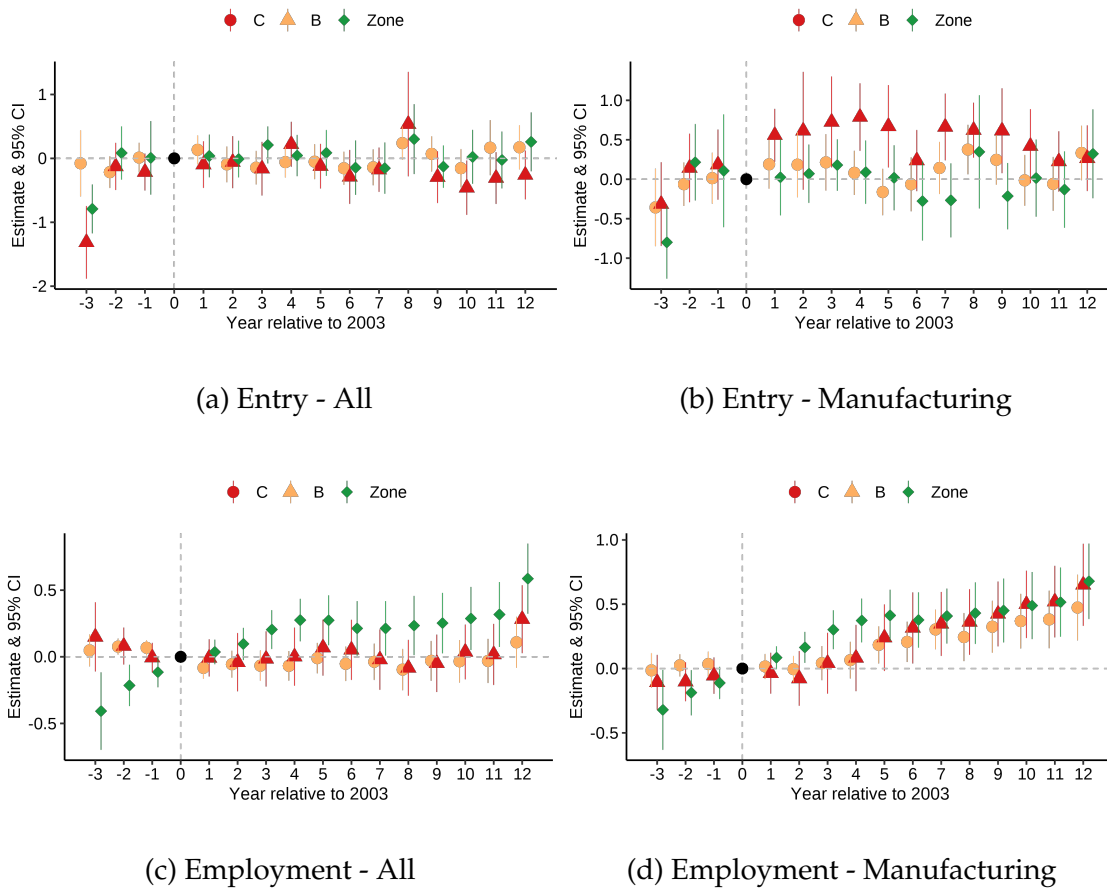 C B Zone
Estimate & 95% CI
1
0
-1
-2
-3 -2 -1 0 1 2 3 4 5 6 7 8 9 10 11 12
Year relative to 2003
(a) Entry - All
C B Zone
Estimate & 95% CI
1.0
0.5
0.0
-0.5
-1.0
-3 -2 -1 0 1 2 3 4 5 6 7 8 9 10 11 12
Year relative to 2003
(b) Entry - Manufacturing
C B Zone
Estimate & 95% CI
0.5
0.0
-0.5
-3 -2 -1 0 1 2 3 4 5 6 7 8 9 10 11 12
Year relative to 2003
(c) Employment - All
C B Zone
Estimate & 95% CI
1.0
0.5
0.0
-0.5
-3 -2 -1 0 1 2 3 4 5 6 7 8 9 10 11 12
Year relative to 2003
(d) Employment - Manufacturing